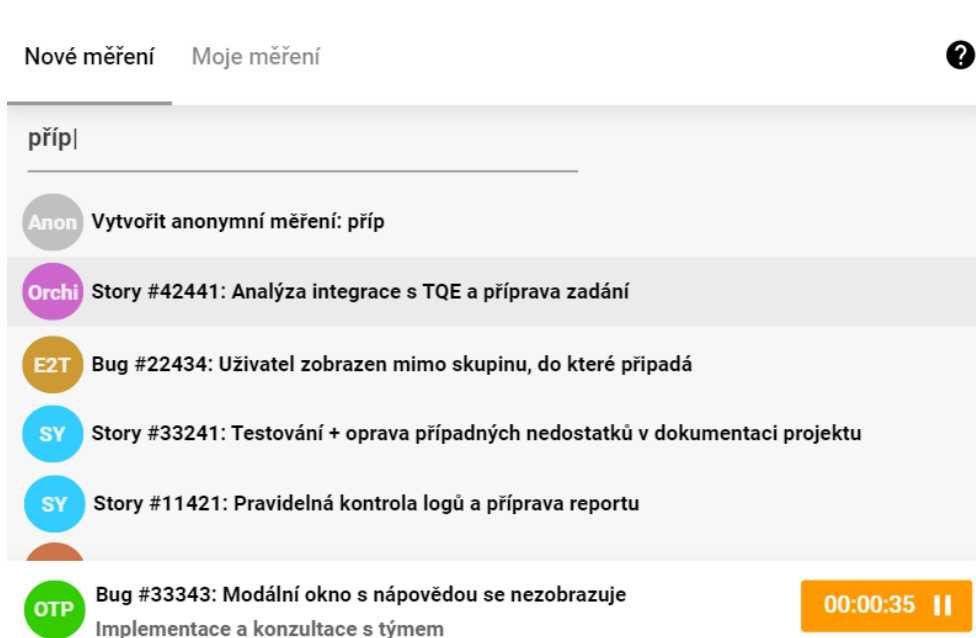 Nové měření Moje měření ?
příp
Anon Vytvořit anonymní měření: příp
Orchi Story #42441: Analýza integrace s TQE a příprava zadání
E2T Bug #22434: Uživatel zobrazen mimo skupinu, do které připadá
SY Story #33241: Testování + oprava případných nedostatků v dokumentaci projektu
SY Story #11421: Pravidelná kontrola logů a příprava reportu
OTP Bug #33343: Modální okno s nápovědou se nezobrazuje 00:00:35
Implementace a konzultace s týmem